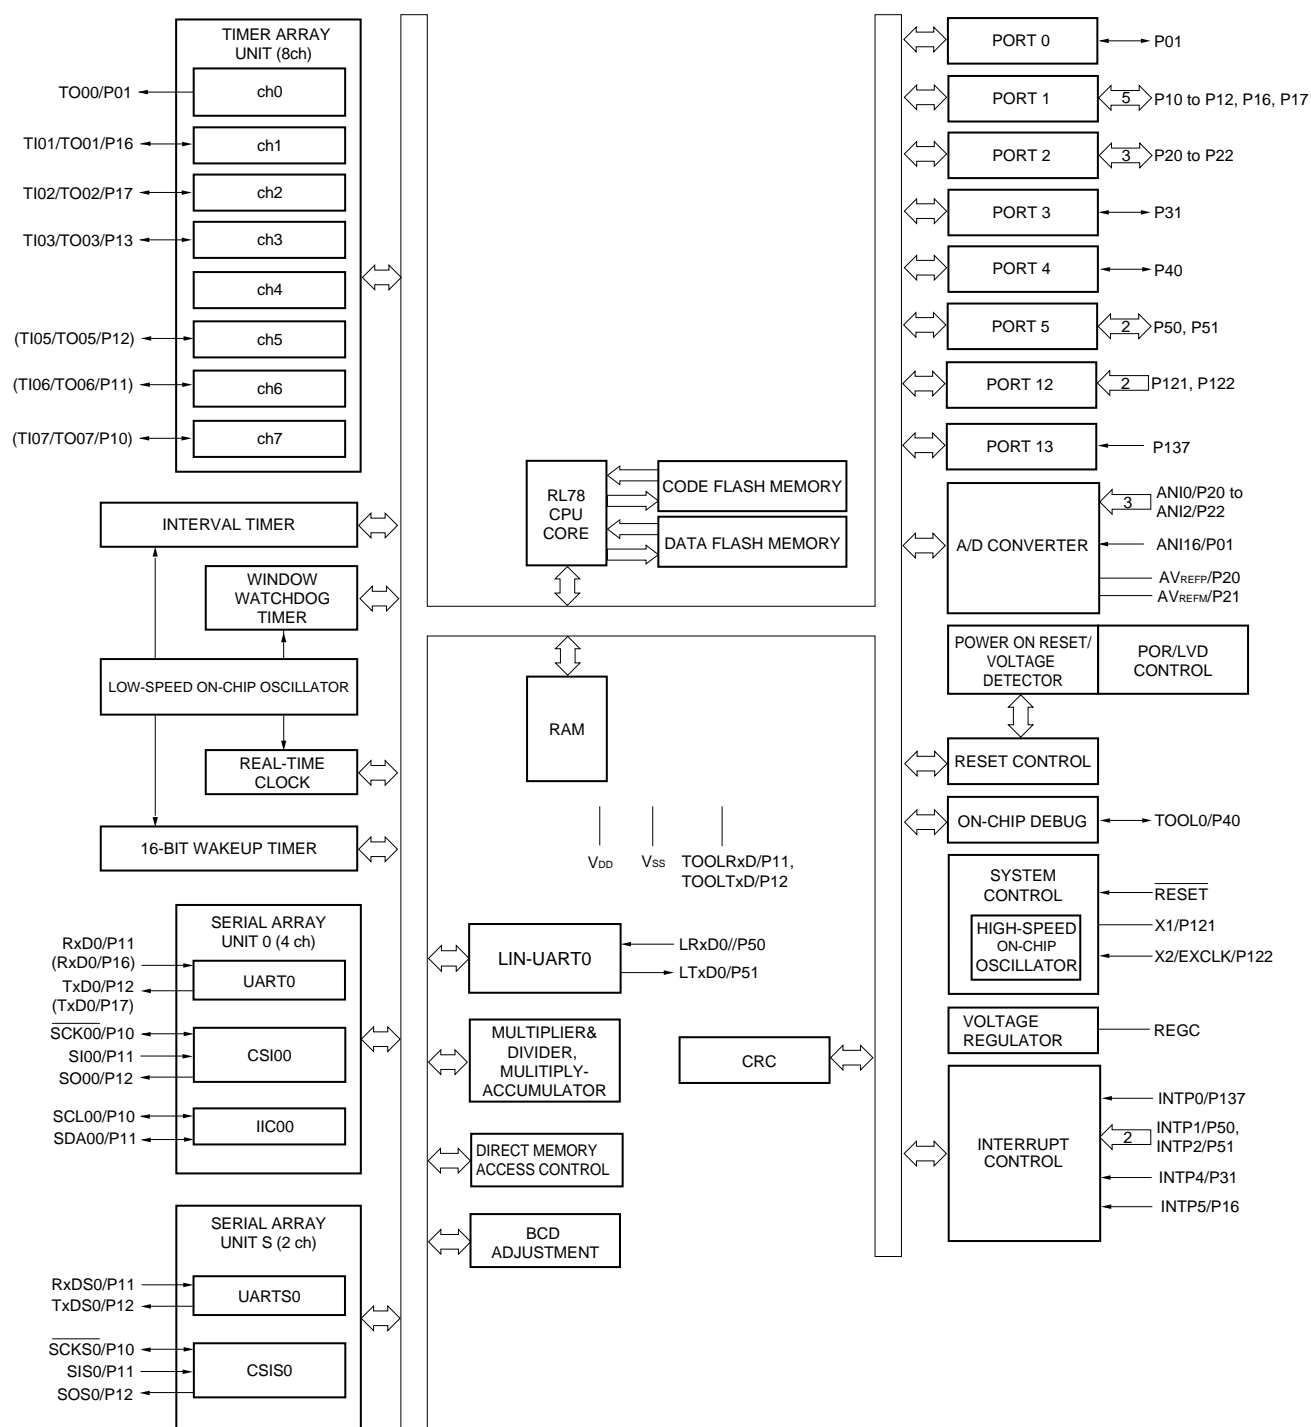 TIMER ARRAY
UNIT (8ch)
ch0
TO00/P01
ch1
TI01/TO01/P16
ch2
TI02/TO02/P17
ch3
TI03/TO03/P13
ch4
ch5
(TI05/TO05/P12)
ch6
(TI06/TO06/P11)
ch7
(TI07/TO07/P10)
INTERVAL TIMER
WINDOW
WATCHDOG
TIMER
LOW-SPEED ON-CHIP OSCILLATOR
REAL-TIME
CLOCK
16-BIT WAKEUP TIMER
SERIAL ARRAY
UNIT 0 (4 ch)
RxD0/P11
(RxD0/P16)
TxD0/P12
(TxD0/P17)
UART0
SCK00/P10
SI00/P11
SO00/P12
CSI00
SCL00/P10
SDA00/P11
IIC00
SERIAL ARRAY
UNIT S (2 ch)
RxDS0/P11
TxDS0/P12
UARTS0
SCKS0/P10
SIS0/P11
SOS0/P12
CSIS0
RL78
CPU
CORE
CODE FLASH MEMORY
DATA FLASH MEMORY
RAM
VDD
VSS
TOOLRxD/P11,
TOOLTxD/P12
LIN-UART0
LRxD0//P50
LTxD0/P51
MULTIPLIER&
DIVIDER,
MULITIPLY-
ACCUMULATOR
CRC
DIRECT MEMORY
ACCESS CONTROL
BCD
ADJUSTMENT
PORT 0
P01
PORT 1
5
P10 to P12, P16, P17
PORT 2
3
P20 to P22
PORT 3
P31
PORT 4
P40
PORT 5
2
P50, P51
PORT 12
2
P121, P122
PORT 13
P137
A/D CONVERTER
3
ANI0/P20 to
ANI2/P22
ANI16/P01
AVREFP/P20
AVREFM/P21
POWER ON RESET/
VOLTAGE
DETECTOR
POR/LVD
CONTROL
RESET CONTROL
ON-CHIP DEBUG
TOOL0/P40
SYSTEM
CONTROL
RESET
HIGH-SPEED
ON-CHIP
OSCILLATOR
X1/P121
X2/EXCLK/P122
VOLTAGE
REGULATOR
REGC
INTERRUPT
CONTROL
INTP0/P137
2
INTP1/P50,
INTP2/P51
INTP4/P31
INTP5/P16